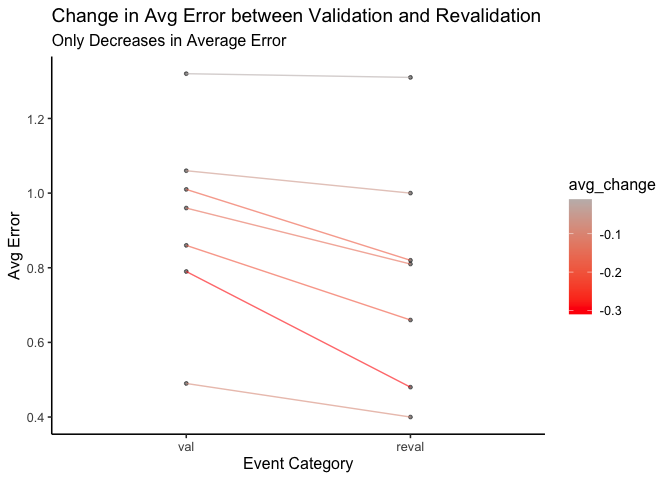 Change in Avg Error between Validation and Revalidation
Only Decreases in Average Error
Avg Error
1.2
1.0
0.8
0.6
0.4
val
reval
Event Category
avg_change
-0.1
-0.2
-0.3